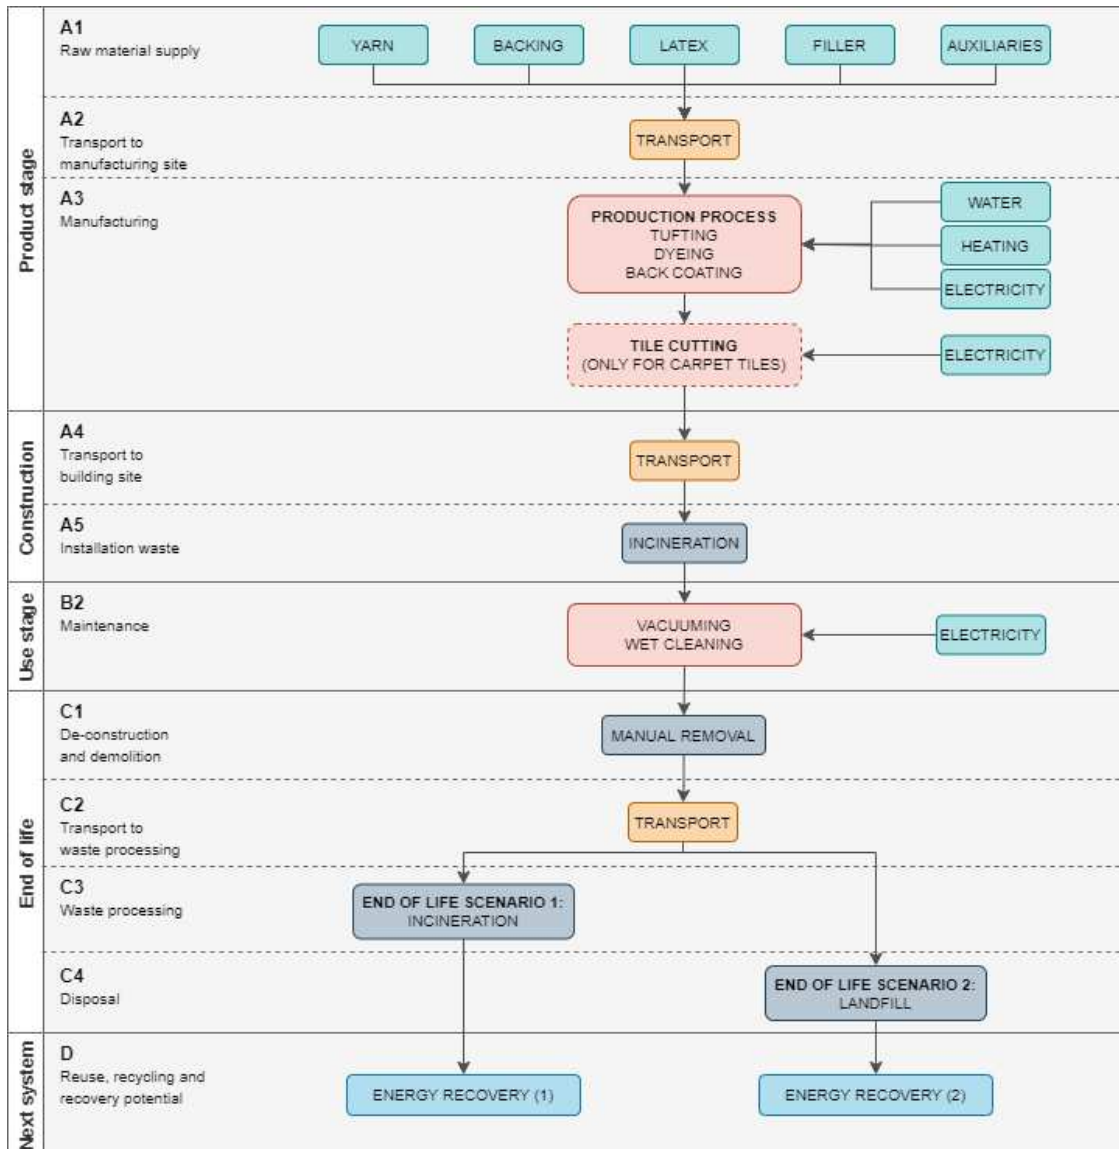 Product stage
A1
Raw material supply
YARN
BACKING
LATEX
FILLER
AUXILIARIES
A2
Transport to
manufacturing site
TRANSPORT
A3
Manufacturing
PRODUCTION PROCESS
TUFTING
DYEING
BACK COATING
WATER
HEATING
ELECTRICITY
TILE CUTTING
(ONLY FOR CARPET TILES)
ELECTRICITY
Construction
A4
Transport to
building site
TRANSPORT
A5
Installation waste
INCINERATION
Use stage
B2
Maintenance
VACUUMING
WET CLEANING
ELECTRICITY
End of life
C1
De-construction
and demolition
MANUAL REMOVAL
C2
Transport to
waste processing
TRANSPORT
C3
Waste processing
END OF LIFE SCENARIO 1:
INCINERATION
C4
Disposal
END OF LIFE SCENARIO 2:
LANDFILL
Next system
D
Reuse, recycling and
recovery potential
ENERGY RECOVERY (1)
ENERGY RECOVERY (2)